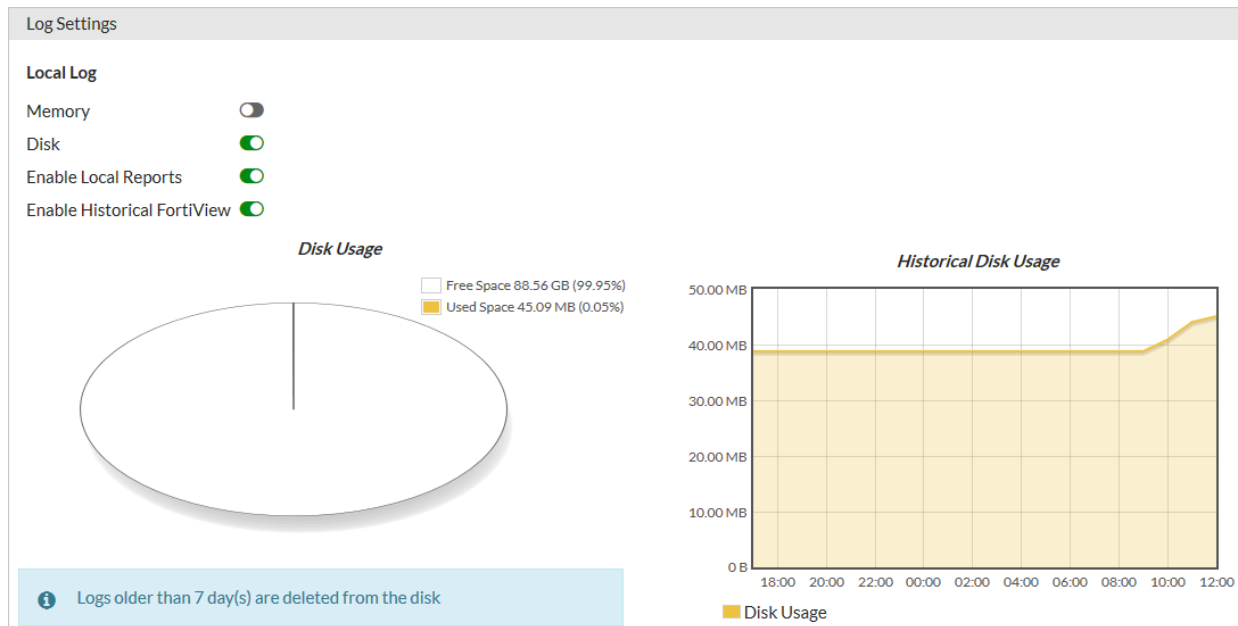 Log Settings
Local Log
Memory
Disk
Enable Local Reports
Enable Historical FortiView
Disk Usage
Free Space 88.56 GB (99.95%)
Used Space 45.09 MB (0.05%)
Logs older than 7 day(s) are deleted from the disk
Historical Disk Usage
50.00 MB
40.00 MB
30.00 MB
20.00 MB
10.00 MB
0 B
18:00 20:00 22:00 00:00 02:00 04:00 06:00 08:00 10:00 12:00
Disk Usage